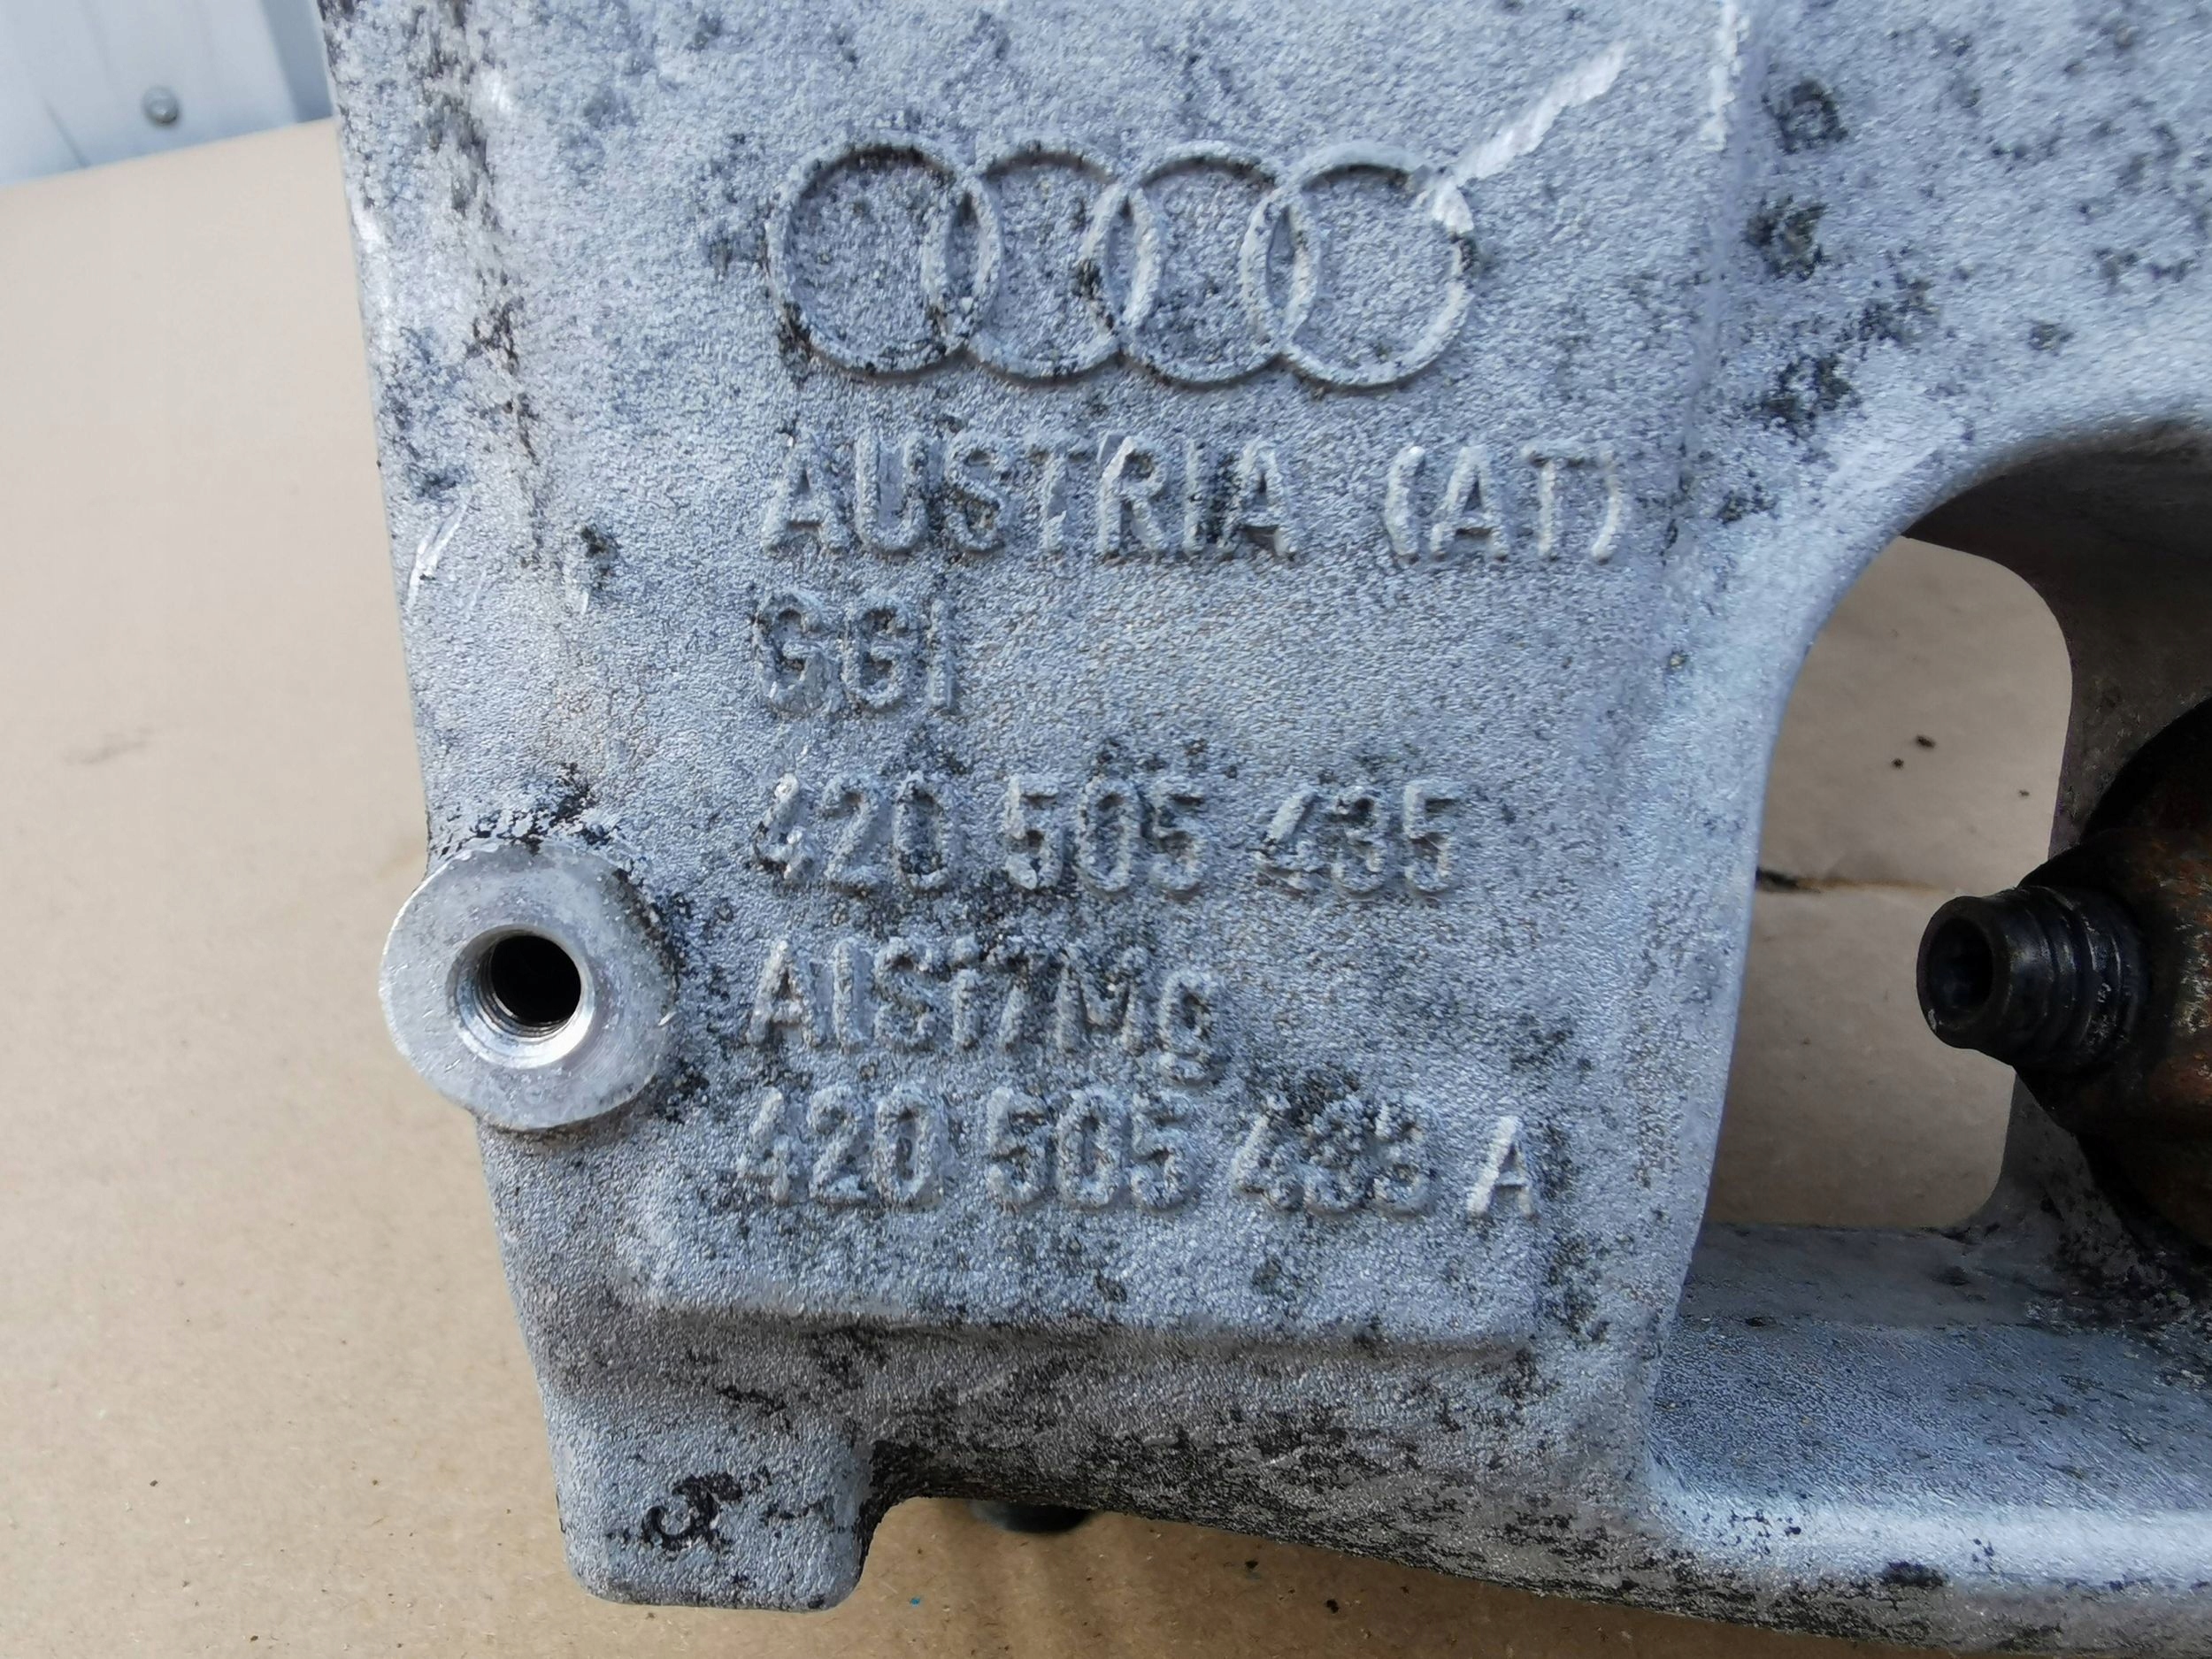 AUSTRIA (AT)
GGI
420 505 435
AlSi7Mg
420 505 433 A